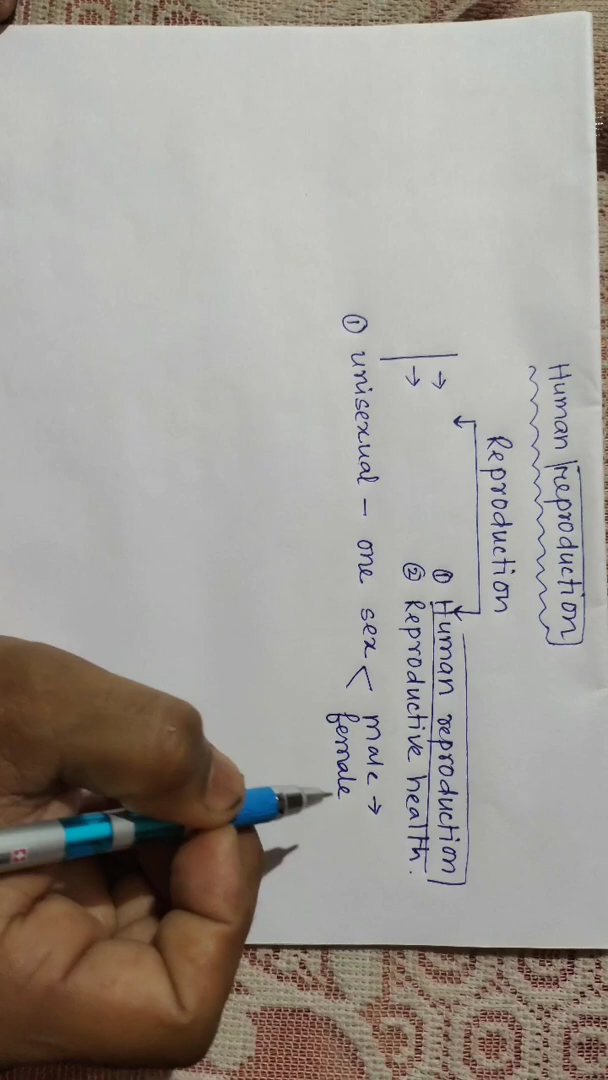 Human reproduction
Reproduction
→
→
① Human reproduction
② Reproductive health.
① unisexual - one sex < male →
female